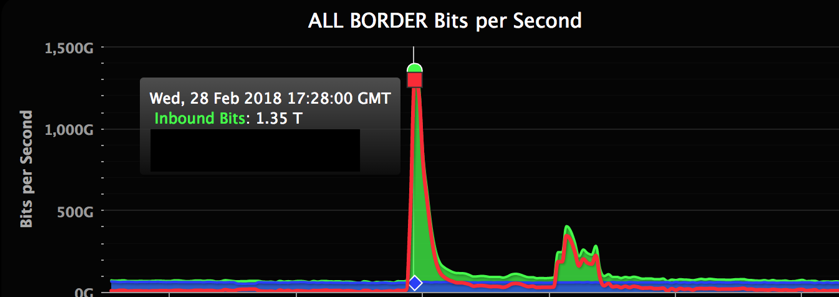 ALL BORDER Bits per Second
1,500G
Wed, 28 Feb 2018 17:28:00 GMT
Inbound Bits: 1.35 T
1,000G
500G
0G
Bits per Second